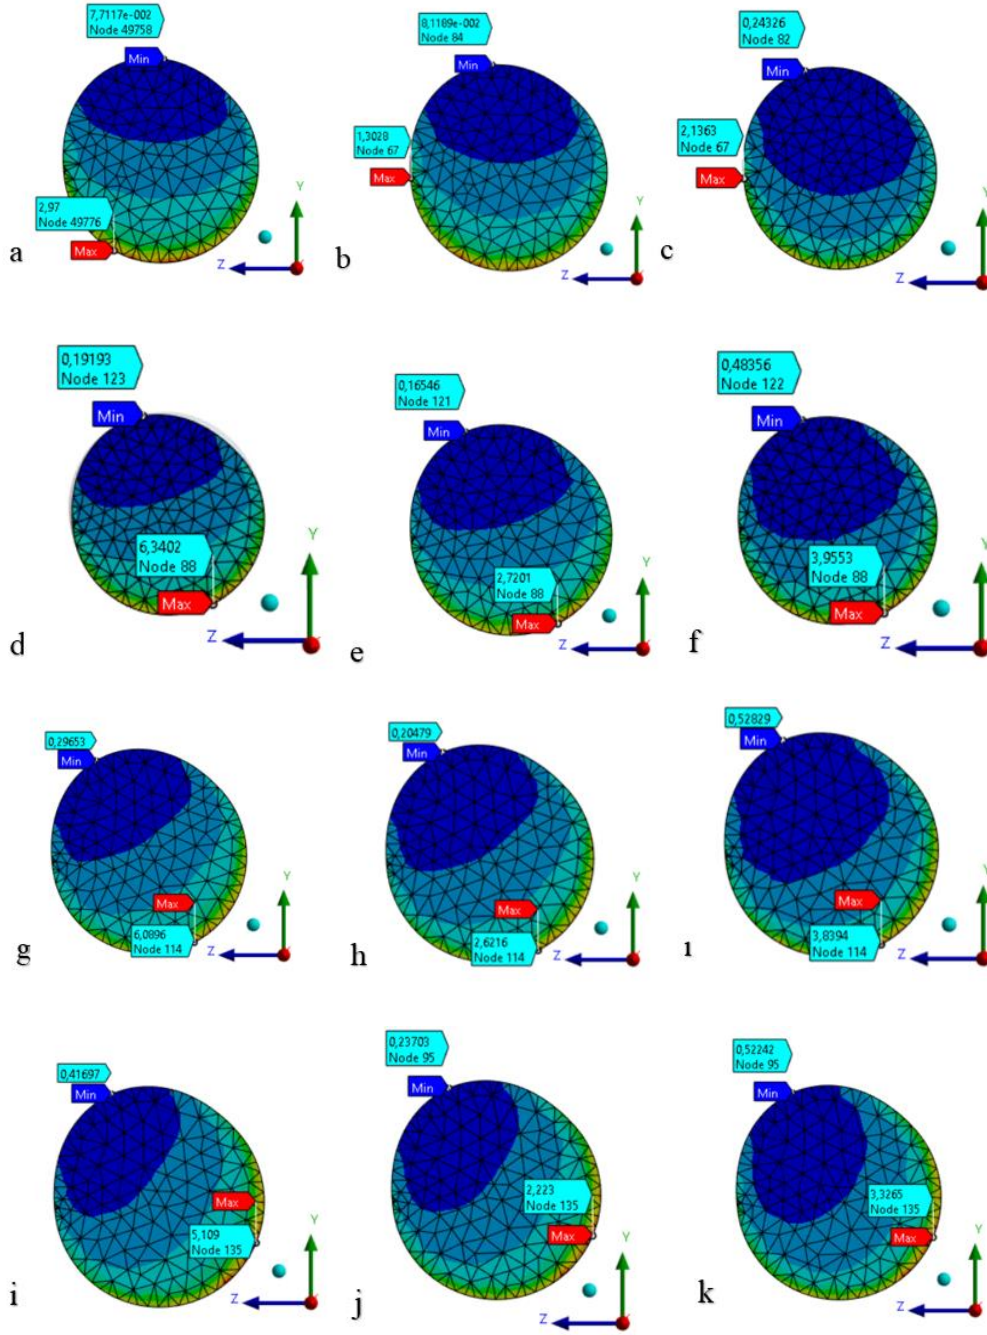 7,7117e-002
Node 49758
Min
2,97
Node 49776
Max
Y
Z
a
8,1189e-002
Node 84
Min
1,3028
Node 67
Max
Y
Z
b
0,24326
Node 82
Min
2,1363
Node 67
Max
Y
Z
c
0,19193
Node 123
Min
6,3402
Node 88
Max
Y
Z
d
0,16546
Node 121
Min
2,7201
Node 88
Max
Y
Z
e
0,48356
Node 122
Min
3,9553
Node 88
Max
Y
Z
f
0,29653
Min
Max
6,0896
Node 114
Y
Z
g
0,20479
Min
Max
2,6216
Node 114
Y
Z
h
0,52829
Min
Max
3,8394
Node 114
Y
Z
ı
0,41697
Min
Max
5,109
Node 135
Y
Z
i
0,23703
Node 95
Min
2,223
Node 135
Max
Y
Z
j
0,52242
Node 95
Min
3,3265
Node 135
Max
Y
Z
k